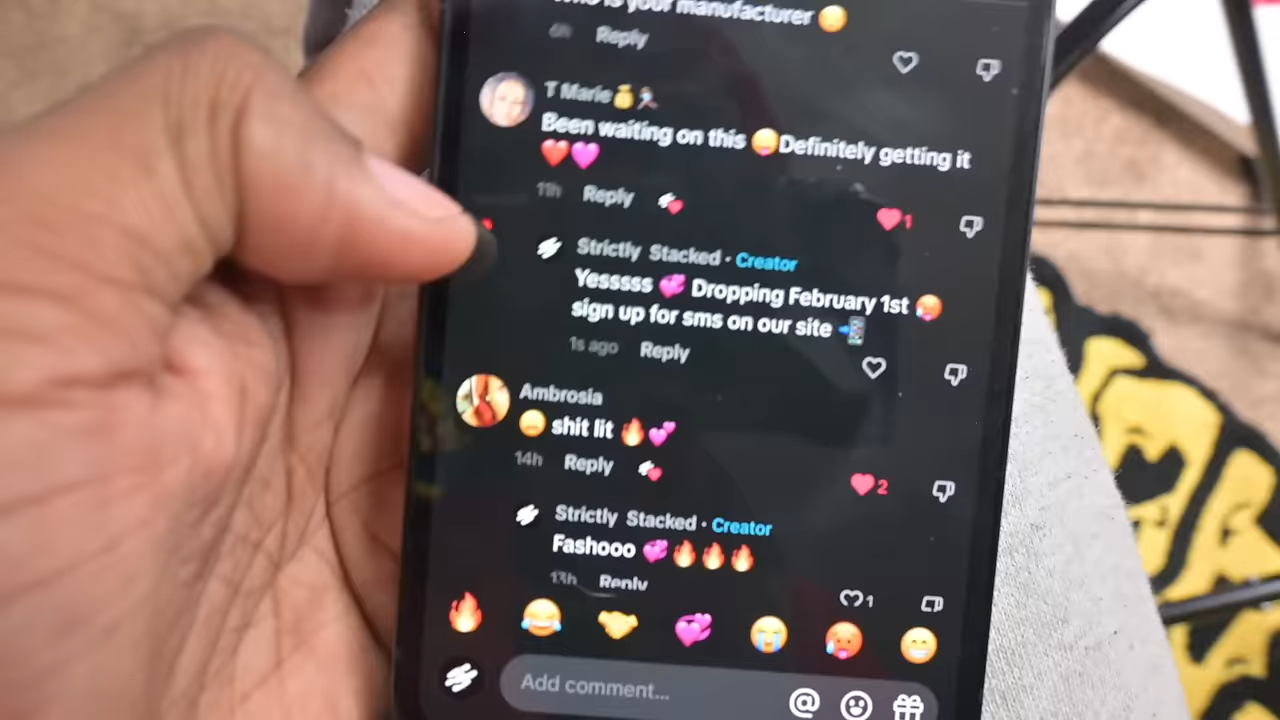 is your manufacturer 😊
6h Reply
T Marie💰🏃🏾‍♀️
Been waiting on this 😛Definitely getting it
❤️💓
11h Reply
1
Strictly Stacked · Creator
Yesssss 💞 Dropping February 1st 🥵
sign up for sms on our site 📲
1s ago Reply
Ambrosia
😊 shit lit 🔥💕
14h Reply
2
Strictly Stacked · Creator
Fashooo 💞🔥🔥🔥
13h Reply
1
🔥😂🤝💞😭🥵😁
Add comment...
@